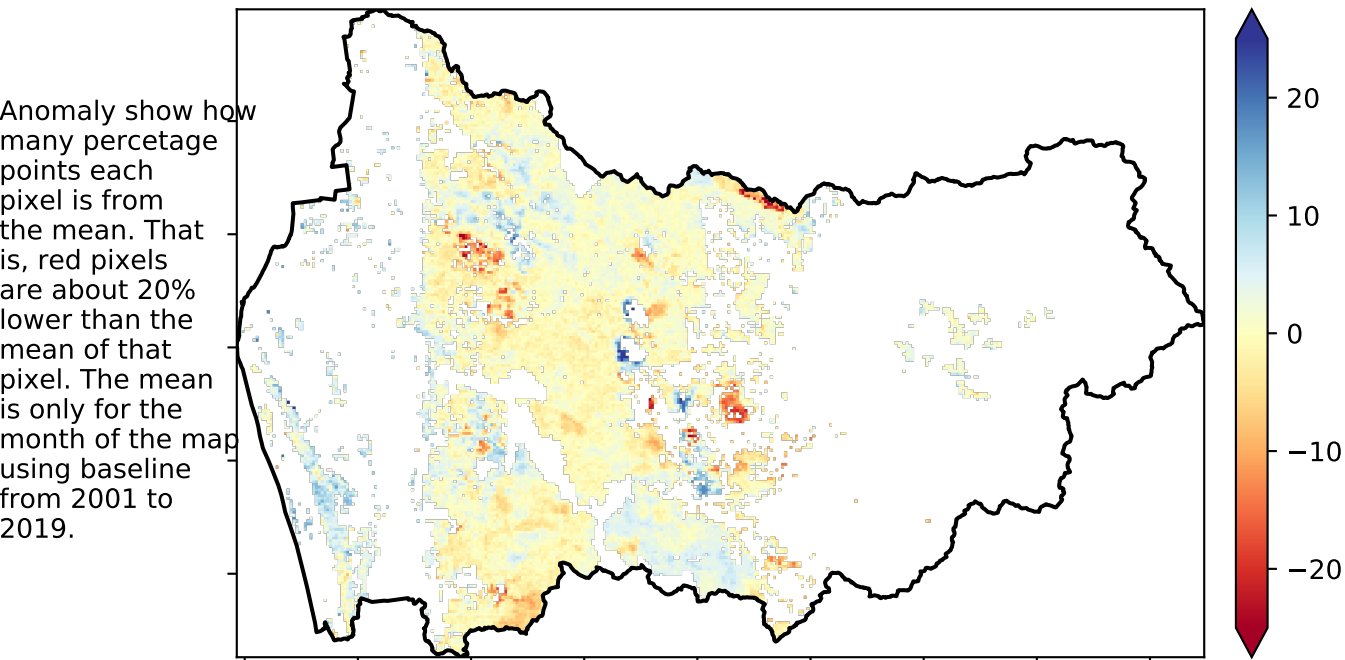 Anomaly show how
many percetage
points each
pixel is from
the mean. That
is, red pixels
are about 20%
lower than the
mean of that
pixel. The mean
is only for the
month of the map
using baseline
from 2001 to
2019.
20
10
0
−10
−20